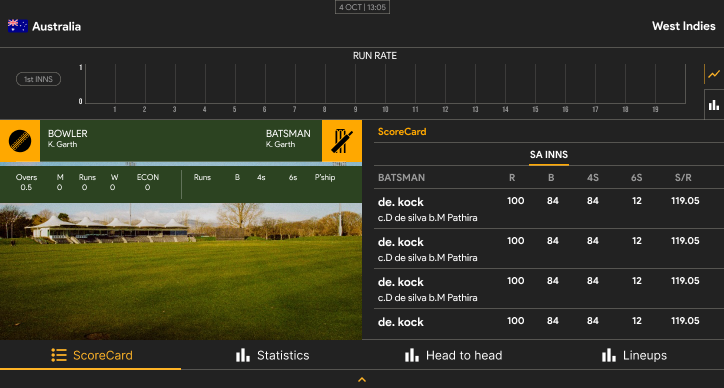 4 OCT | 13:05
Australia
West Indies
RUN RATE
1st INNS
1
0
1 2 3 4 5 6 7 8 9 10 11 12 13 14 15 16 17 18 19
BOWLER
K. Garth
BATSMAN
K. Garth
Overs M Runs W ECON Runs B 4s 6s P'ship
0.5 0 0 0 0
ScoreCard
SA INNS
BATSMAN R B 4S 6S S/R
de. kock 100 84 84 12 119.05
c.D de silva b.M Pathira
de. kock 100 84 84 12 119.05
c.D de silva b.M Pathira
de. kock 100 84 84 12 119.05
c.D de silva b.M Pathira
de. kock 100 84 84 12 119.05
ScoreCard Statistics Head to head Lineups